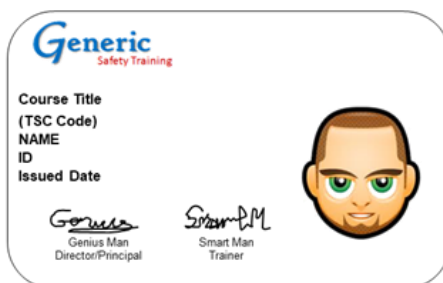 Generic
Safety Training
Course Title
(TSC Code)
NAME
ID
Issued Date
Genius Man
Director/Principal
Smart Man
Trainer